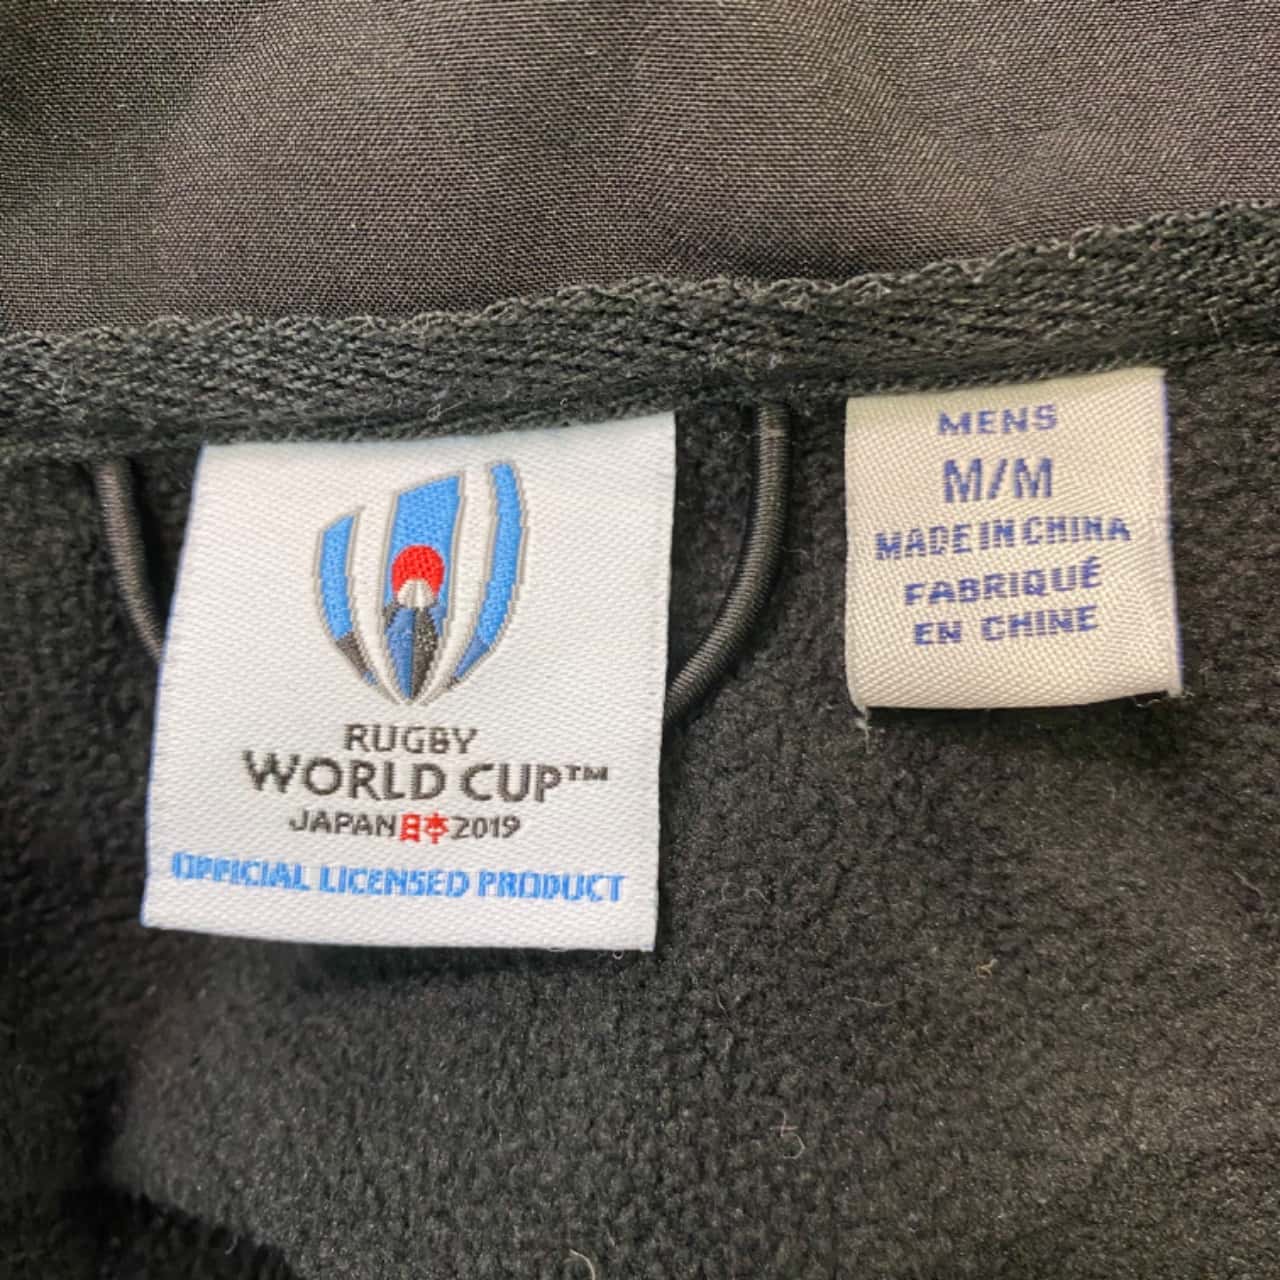 RUGBY
WORLD CUP™
JAPAN日本2019
OFFICIAL LICENSED PRODUCT
MENS
M/M
MADE IN CHINA
FABRIQUÉ
EN CHINE